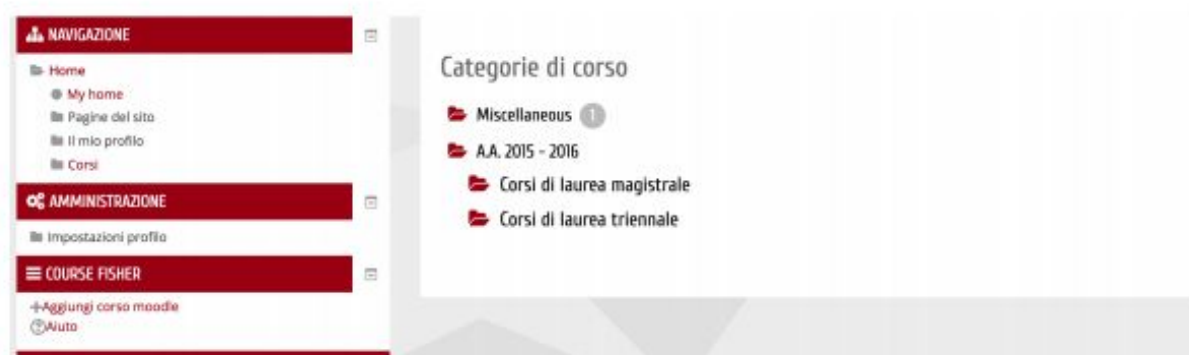 NAVIGAZIONE
Home
My home
Pagine del sito
Il mio profilo
Corsi
AMMINISTRAZIONE
Impostazioni profilo
COURSE FISHER
Aggiungi corso moodle
Aiuto
Categorie di corso
Miscellaneous 1
A.A. 2015 - 2016
Corsi di laurea magistrale
Corsi di laurea triennale